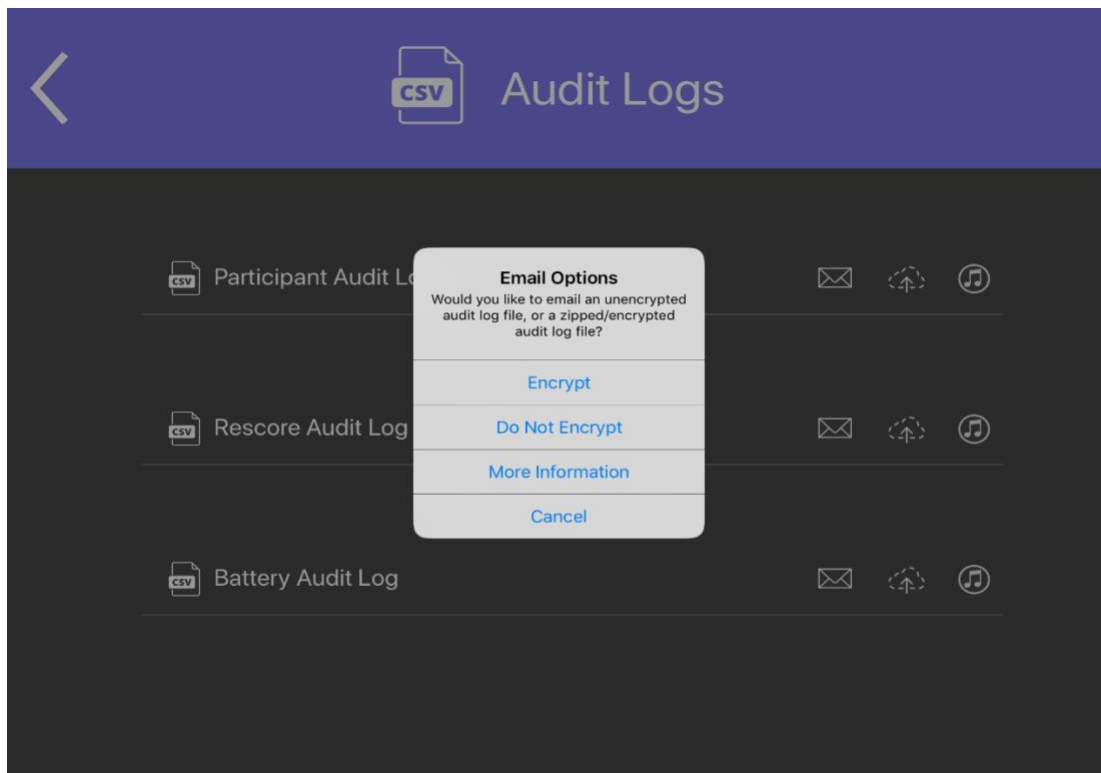 CSV Audit Logs
CSV Participant Audit Lo
Email Options
Would you like to email an unencrypted
audit log file, or a zipped/encrypted
audit log file?
Encrypt
CSV Rescore Audit Log
Do Not Encrypt
More Information
Cancel
CSV Battery Audit Log